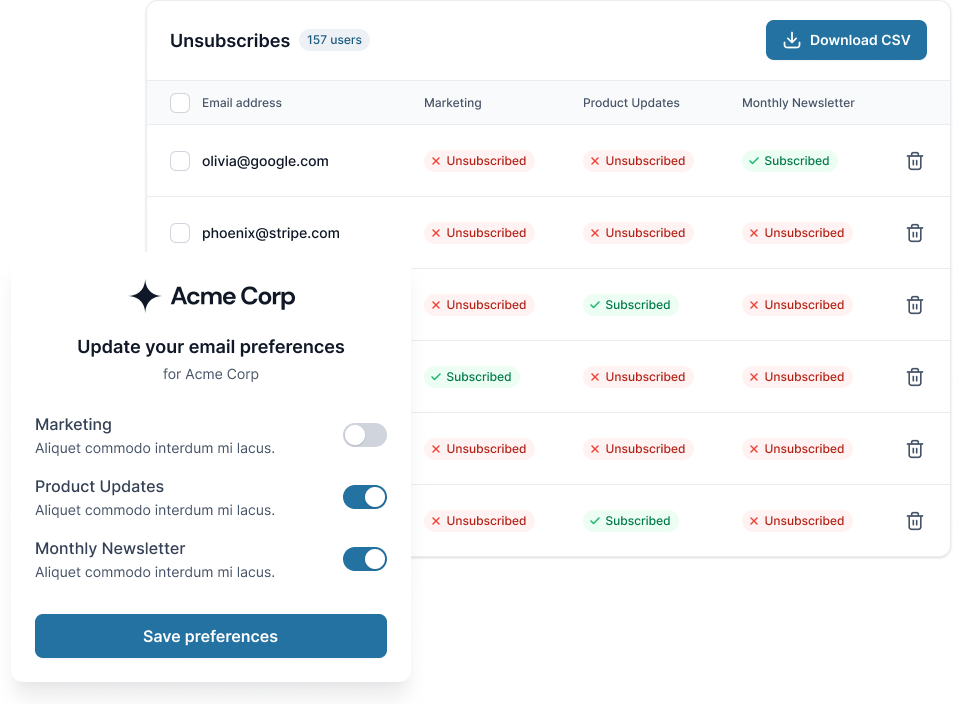 Unsubscribes 157 users Download CSV
Email address Marketing Product Updates Monthly Newsletter
olivia@google.com Unsubscribed Unsubscribed Subscribed
phoenix@stripe.com Unsubscribed Unsubscribed Unsubscribed
Unsubscribed Subscribed Unsubscribed
Subscribed Unsubscribed Unsubscribed
Unsubscribed Unsubscribed Unsubscribed
Unsubscribed Subscribed Unsubscribed
Acme Corp
Update your email preferences
for Acme Corp
Marketing
Aliquet commodo interdum mi lacus.
Product Updates
Aliquet commodo interdum mi lacus.
Monthly Newsletter
Aliquet commodo interdum mi lacus.
Save preferences